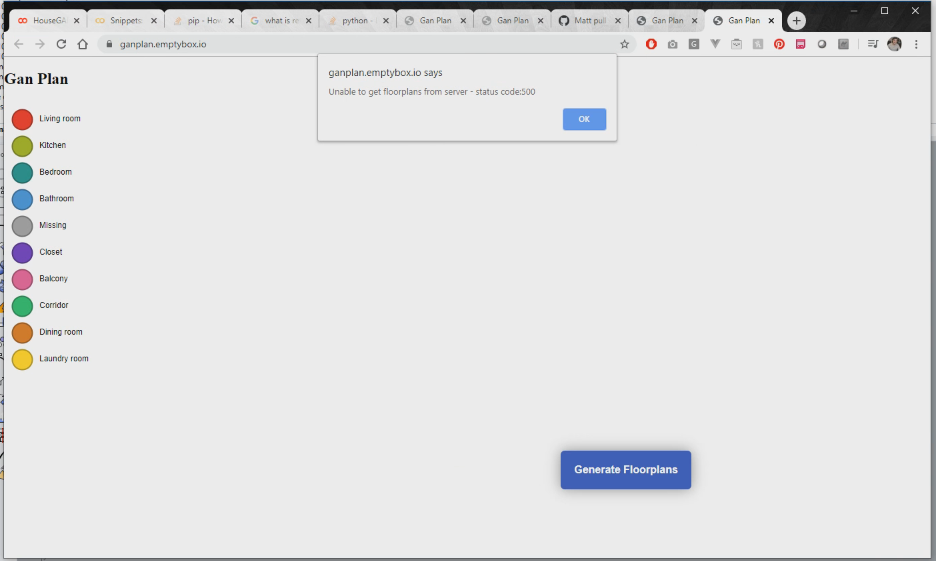 HouseGA
Snippets:
pip - How
what is re
python -
Gan Plan
Gan Plan
Matt pull
Gan Plan
Gan Plan
ganplan.emptybox.io
ganplan.emptybox.io says
Unable to get floorplans from server - status code:500
OK
Gan Plan
Living room
Kitchen
Bedroom
Bathroom
Missing
Closet
Balcony
Corridor
Dining room
Laundry room
Generate Floorplans